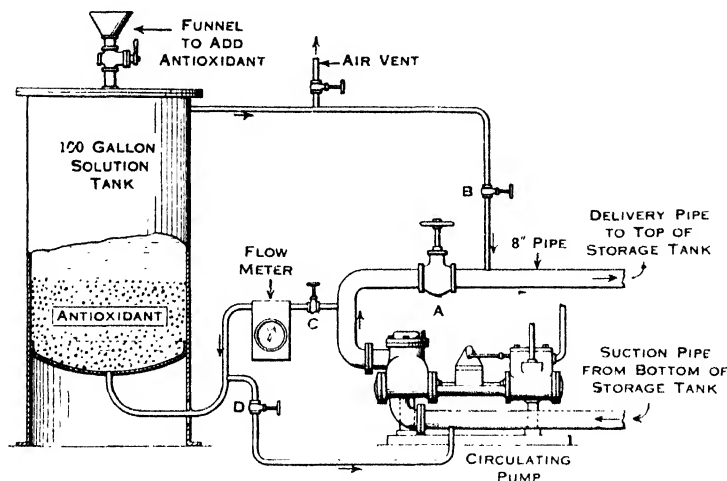 FUNNEL
TO ADD
ANTIOXIDANT
AIR VENT
100 GALLON
SOLUTION
TANK
B
DELIVERY PIPE
TO TOP OF
STORAGE TANK
8" PIPE
FLOW
METER
C
A
ANTIOXIDANT
SUCTION PIPE
FROM BOTTOM OF
STORAGE TANK
D
CIRCULATING
PUMP